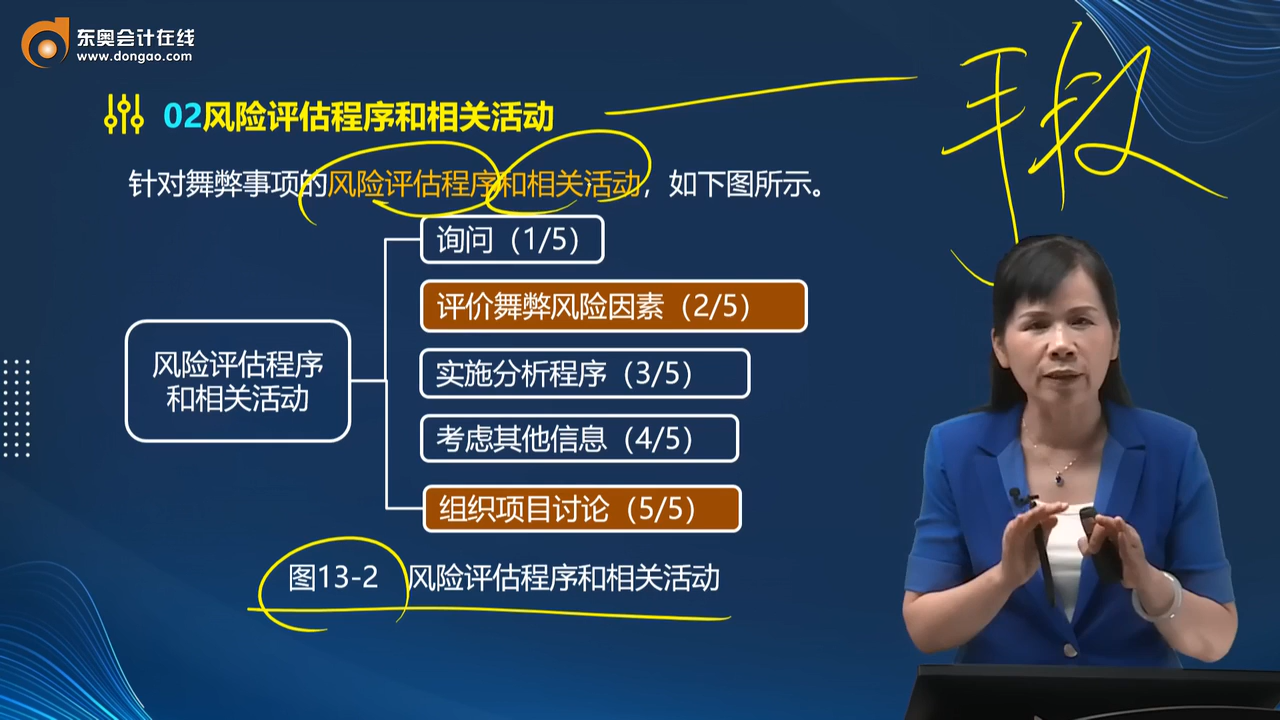 东奥会计在线
www.dongao.com
02风险评估程序和相关活动
针对舞弊事项的风险评估程序和相关活动，如下图所示。
询问（1/5）
评价舞弊风险因素（2/5）
实施分析程序（3/5）
考虑其他信息（4/5）
组织项目讨论（5/5）
风险评估程序
和相关活动
图13-2 风险评估程序和相关活动